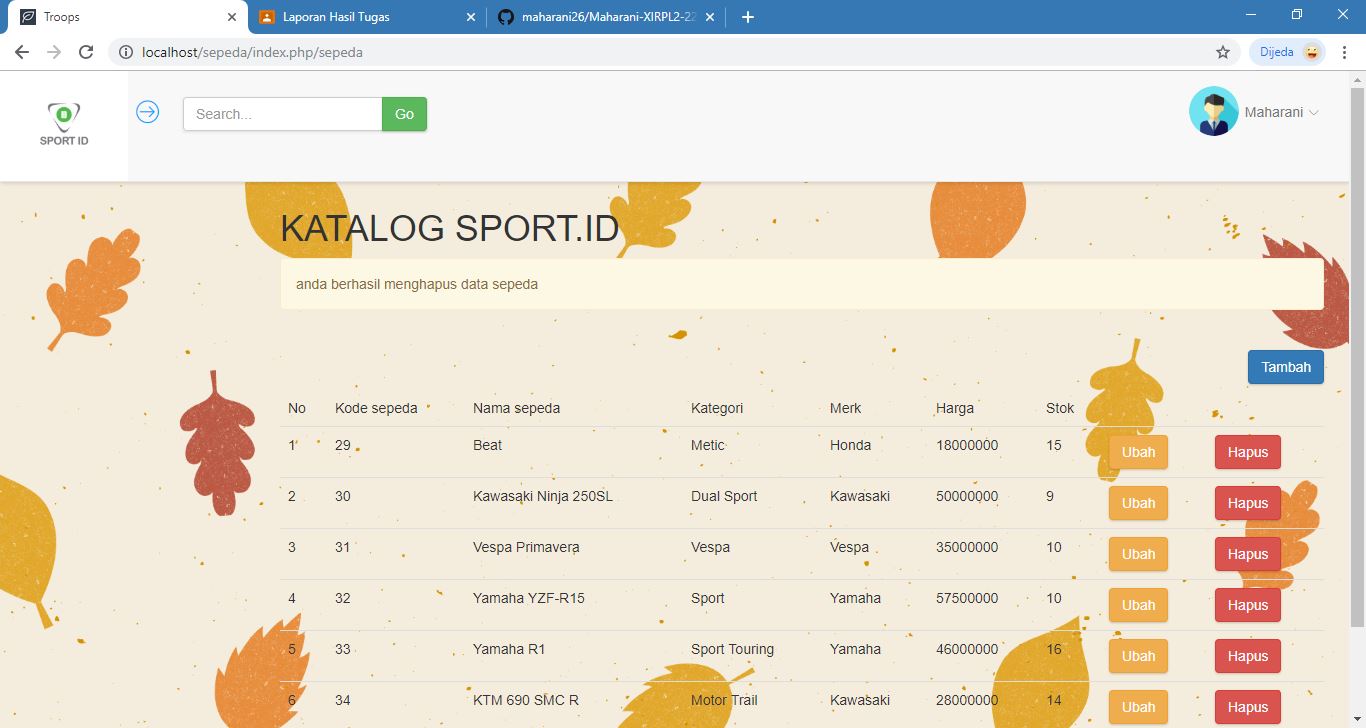 Troops
Laporan Hasil Tugas
maharani26/Maharani-XIRPL2-22
localhost/sepeda/index.php/sepeda
Dijeda
SPORT ID
Search...
Go
Maharani
KATALOG SPORT.ID
anda berhasil menghapus data sepeda
Tambah
No Kode sepeda Nama sepeda Kategori Merk Harga Stok
1 29 Beat Metic Honda 18000000 15 Ubah Hapus
2 30 Kawasaki Ninja 250SL Dual Sport Kawasaki 50000000 9 Ubah Hapus
3 31 Vespa Primavera Vespa Vespa 35000000 10 Ubah Hapus
4 32 Yamaha YZF-R15 Sport Yamaha 57500000 10 Ubah Hapus
5 33 Yamaha R1 Sport Touring Yamaha 46000000 16 Ubah Hapus
6 34 KTM 690 SMC R Motor Trail Kawasaki 28000000 14 Ubah Hapus